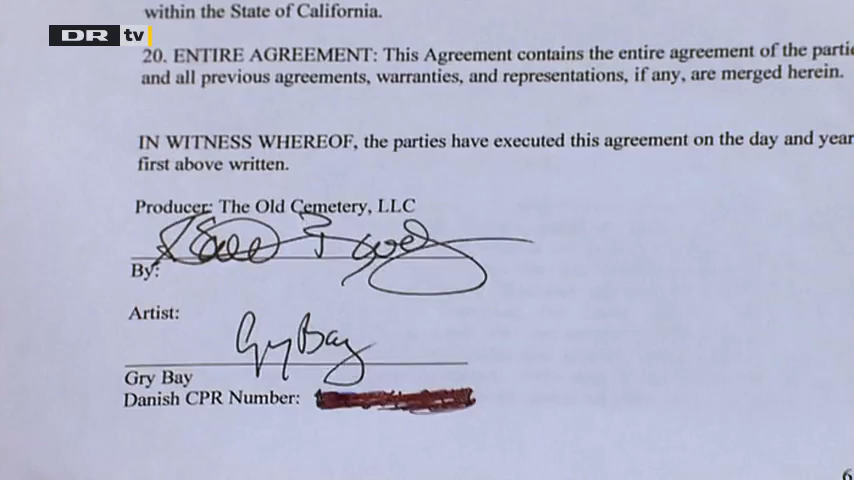 DR tv
within the State of California.
20. ENTIRE AGREEMENT: This Agreement contains the entire agreement of the partie
and all previous agreements, warranties, and representations, if any, are merged herein.
IN WITNESS WHEREOF, the parties have executed this agreement on the day and year
first above written.
Producer: The Old Cemetery, LLC
By:
Artist:
Gry Bay
Gry Bay
Danish CPR Number:
6